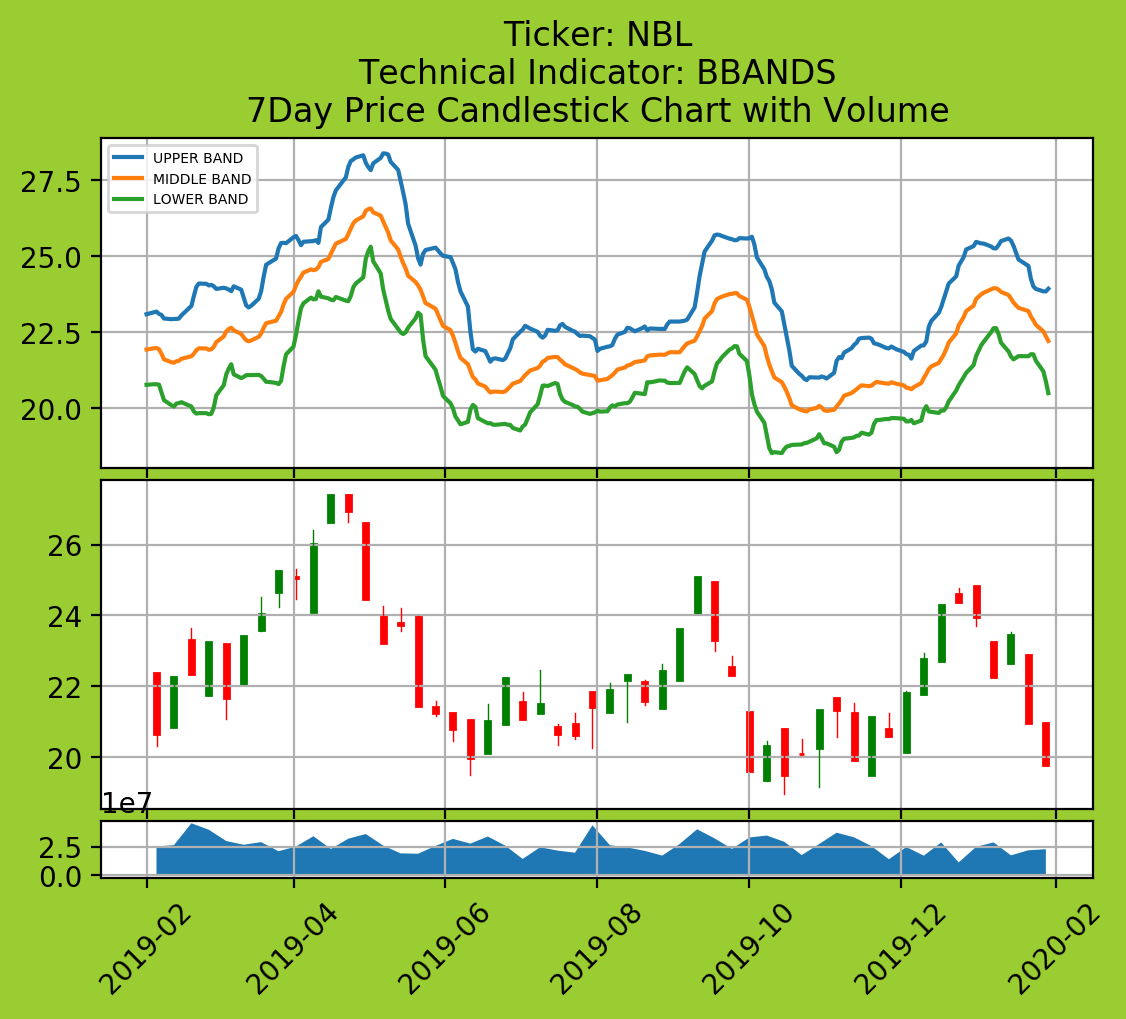 Ticker: NBL
Technical Indicator: BBANDS
7Day Price Candlestick Chart with Volume
UPPER BAND
MIDDLE BAND
LOWER BAND
27.5
25.0
22.5
20.0
26
24
22
20
1e7
2.5
0.0
2019-02
2019-04
2019-06
2019-08
2019-10
2019-12
2020-02